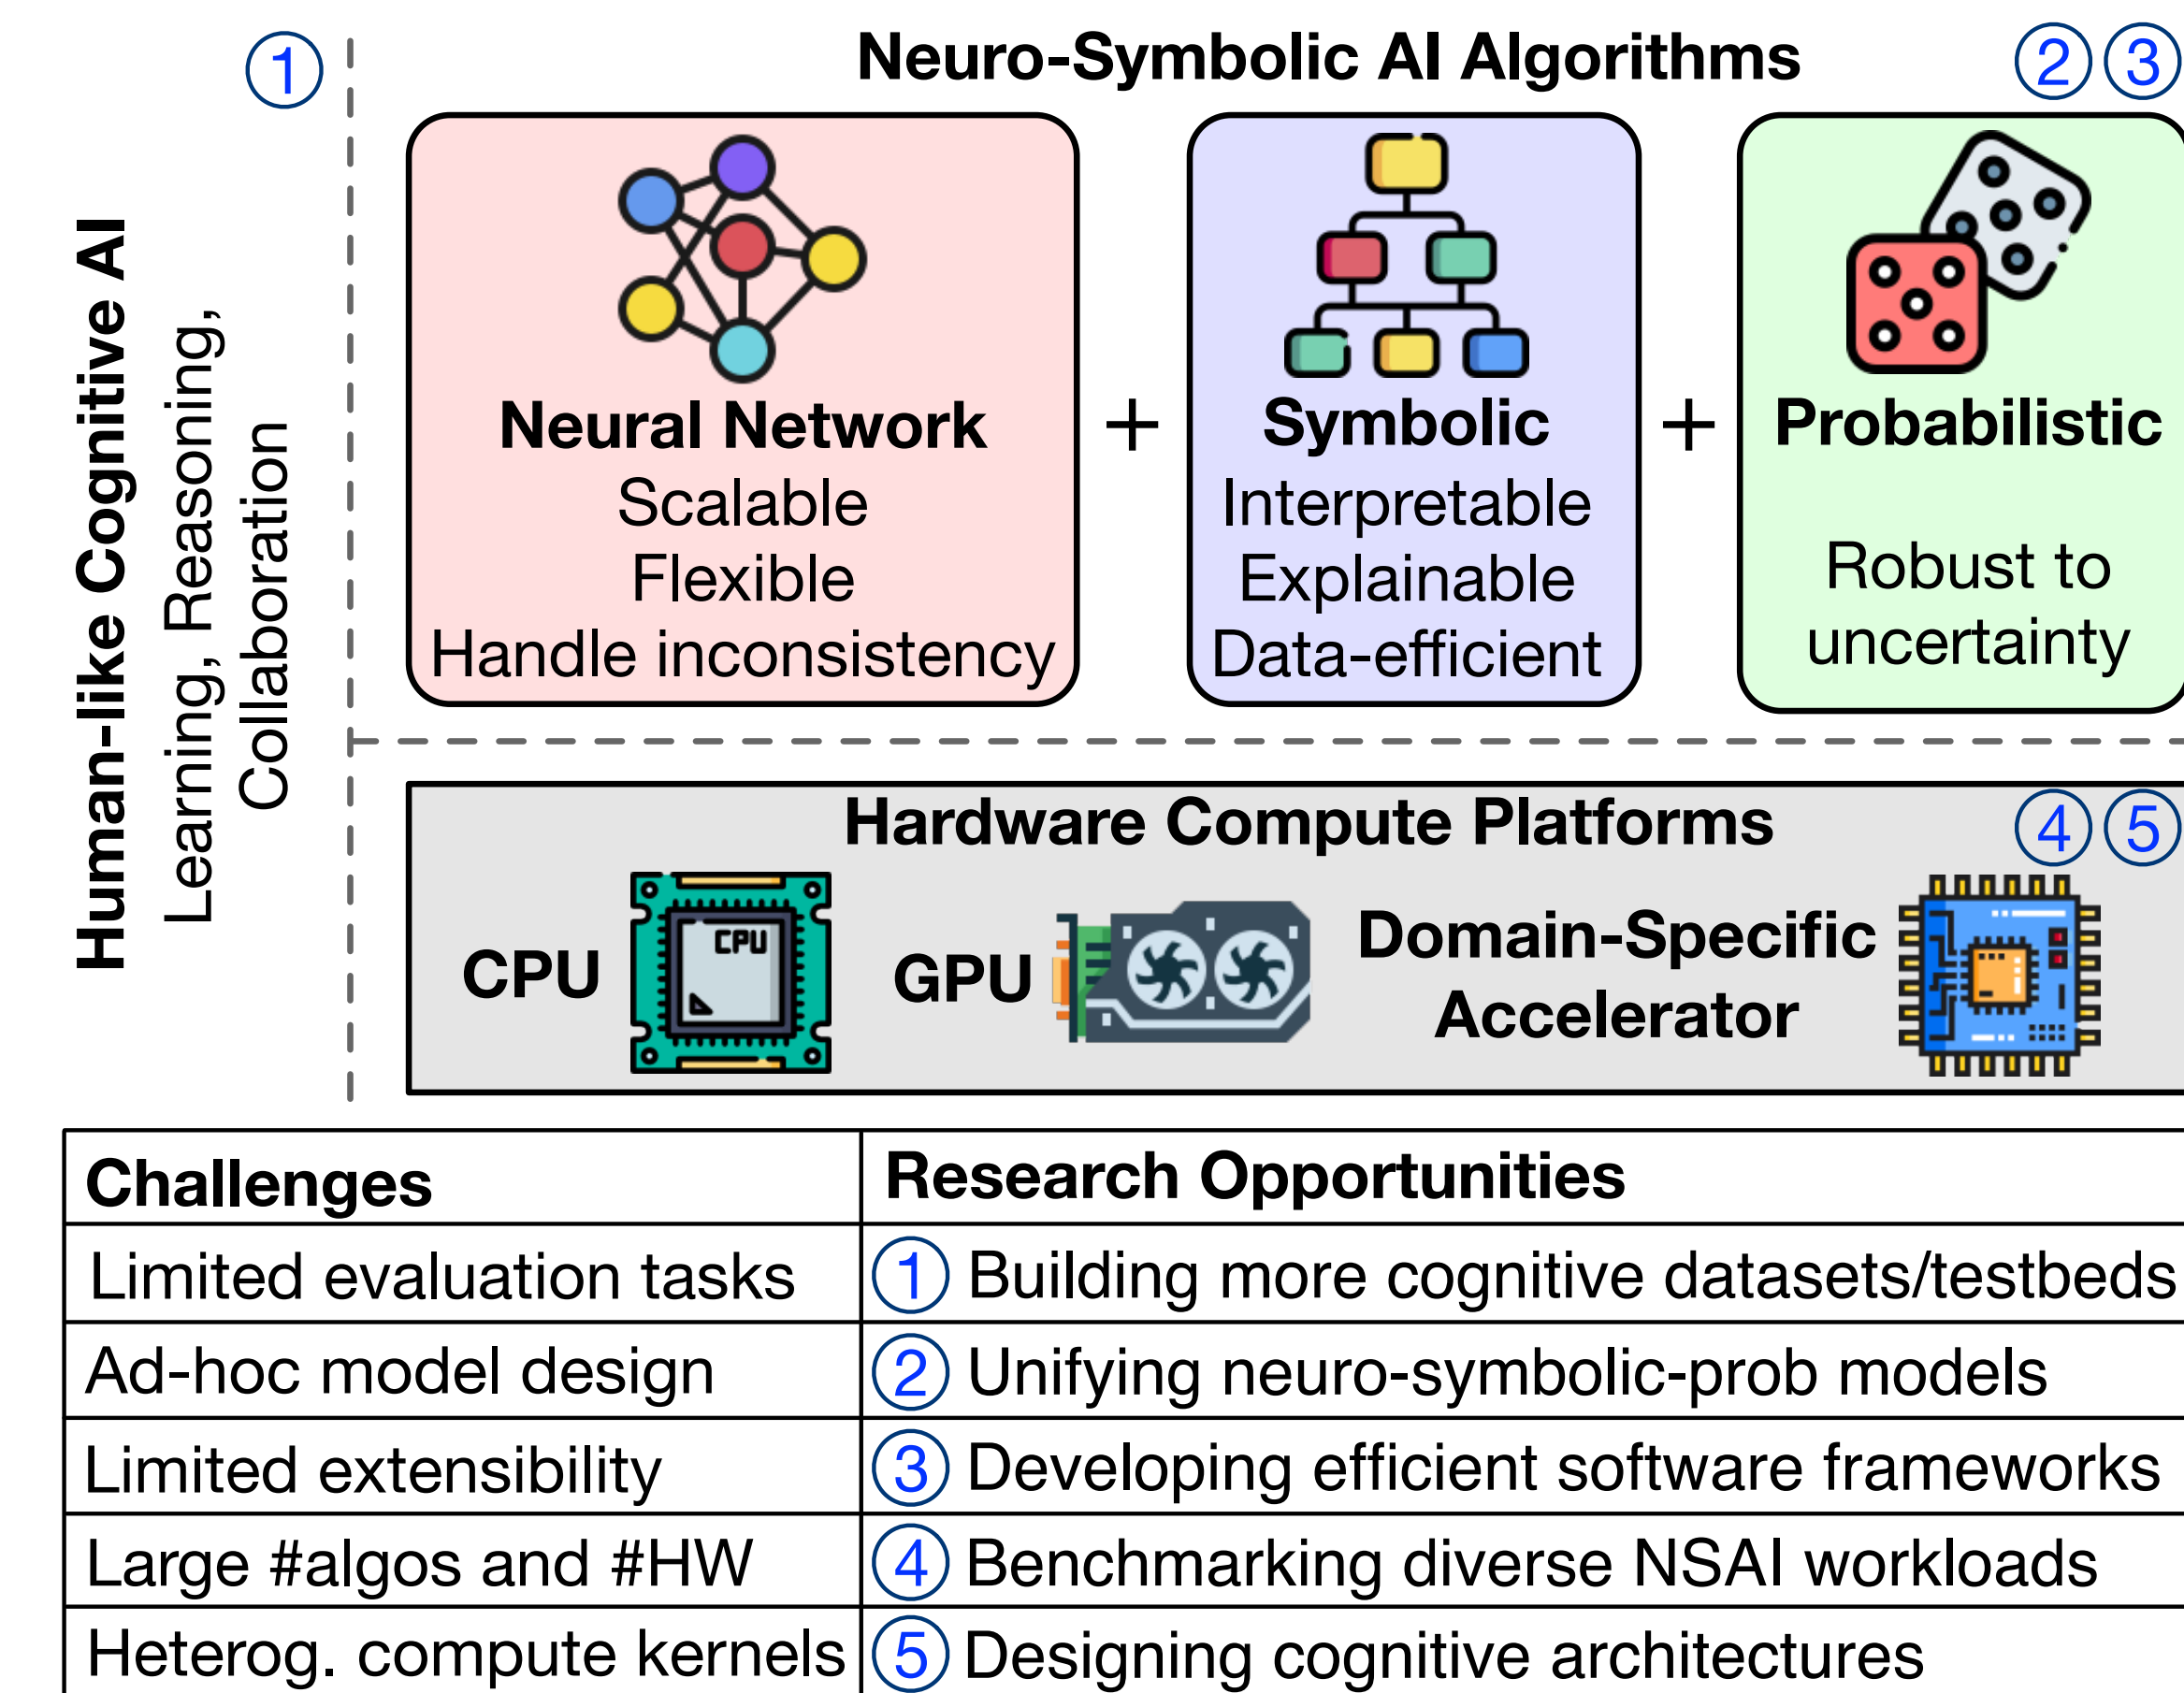 Human-like Cognitive AI
Learning, Reasoning,
Collaboration
1
Neuro-Symbolic AI Algorithms
2 3
Neural Network
Scalable
Flexible
Handle inconsistency
+
Symbolic
Interpretable
Explainable
Data-efficient
+
Probabilistic
Robust to
uncertainty
Hardware Compute Platforms
4 5
CPU
CPU
GPU
Domain-Specific
Accelerator
Challenges
Research Opportunities
Limited evaluation tasks
1 Building more cognitive datasets/testbeds
Ad-hoc model design
2 Unifying neuro-symbolic-prob models
Limited extensibility
3 Developing efficient software frameworks
Large #algos and #HW
4 Benchmarking diverse NSAI workloads
Heterog. compute kernels
5 Designing cognitive architectures